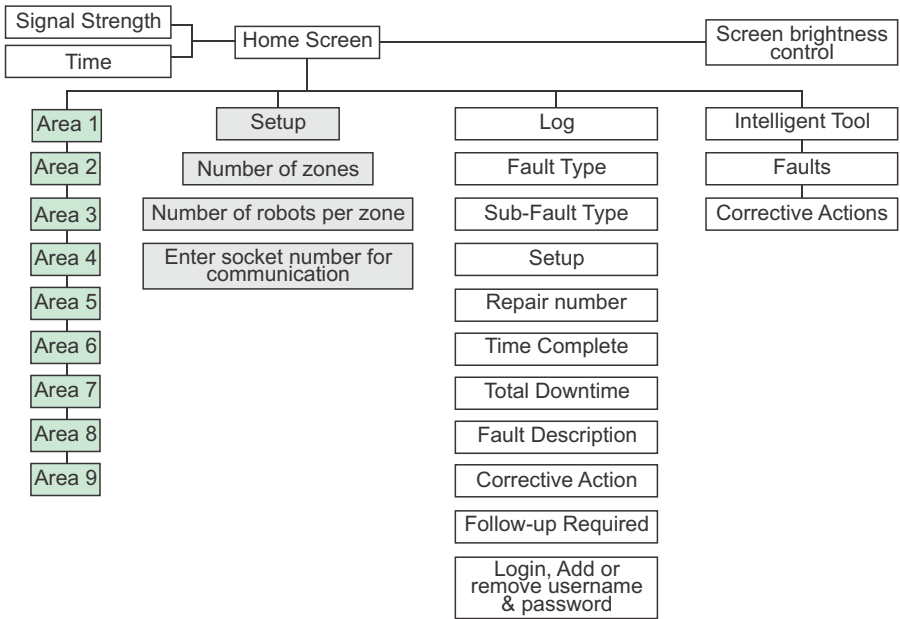 Signal Strength
Time
Home Screen
Screen brightness
control
Area 1
Area 2
Area 3
Area 4
Area 5
Area 6
Area 7
Area 8
Area 9
Setup
Number of zones
Number of robots per zone
Enter socket number for
communication
Log
Fault Type
Sub-Fault Type
Setup
Repair number
Time Complete
Total Downtime
Fault Description
Corrective Action
Follow-up Required
Login, Add or
remove username
& password
Intelligent Tool
Faults
Corrective Actions